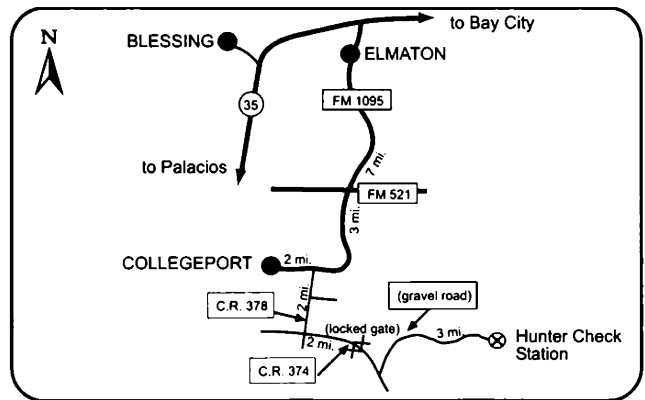 N
BLESSING
to Bay City
ELMATON
FM 1095
35
7 mi.
to Palacios
FM 521
3 mi.
COLLEGEPORT
2 mi.
2 mi.
C.R. 378
(gravel road)
(locked gate)
3 mi.
Hunter Check
Station
2 mi.
C.R. 374